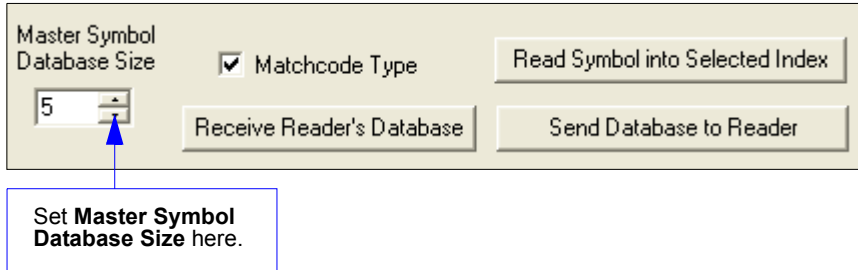 Master Symbol
Database Size
5
Matchcode Type
Read Symbol into Selected Index
Receive Reader's Database
Send Database to Reader
Set Master Symbol
Database Size here.